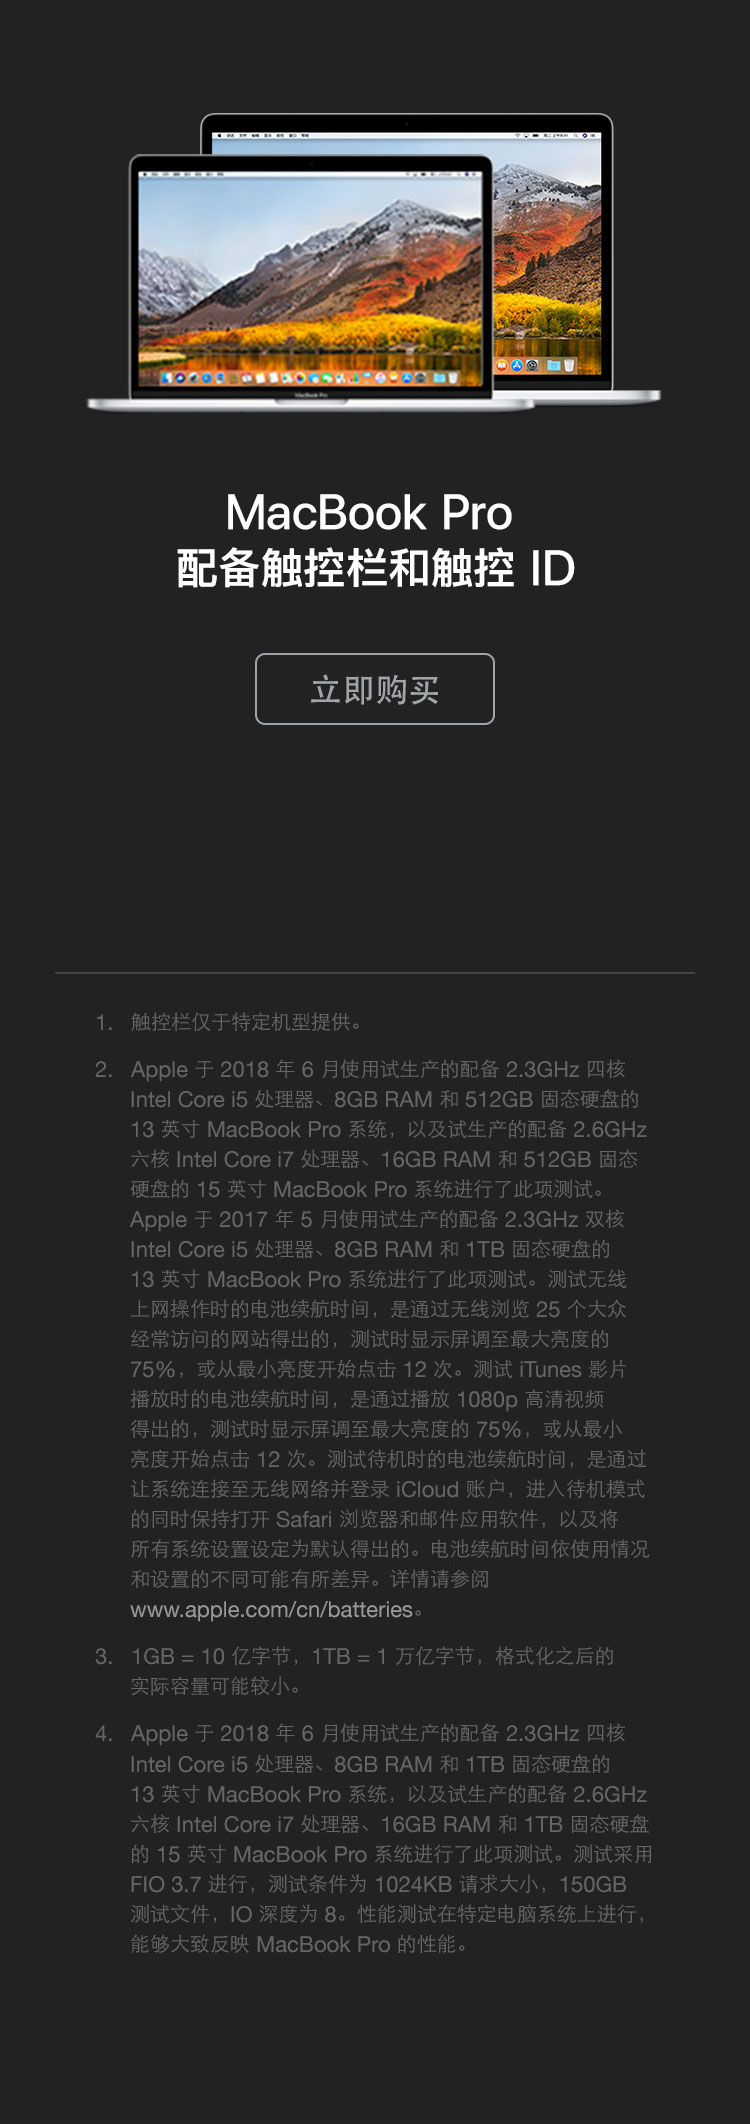 MacBook Pro
MacBook Pro
配备触控栏和触控 ID
立即购买
1. 触控栏仅于特定机型提供。
2. Apple 于 2018 年 6 月使用试生产的配备 2.3GHz 四核
Intel Core i5 处理器、8GB RAM 和 512GB 固态硬盘的
13 英寸 MacBook Pro 系统，以及试生产的配备 2.6GHz
六核 Intel Core i7 处理器、16GB RAM 和 512GB 固态
硬盘的 15 英寸 MacBook Pro 系统进行了此项测试。
Apple 于 2017 年 5 月使用试生产的配备 2.3GHz 双核
Intel Core i5 处理器、8GB RAM 和 1TB 固态硬盘的
13 英寸 MacBook Pro 系统进行了此项测试。测试无线
上网操作时的电池续航时间，是通过无线浏览 25 个大众
经常访问的网站得出的，测试时显示屏调至最大亮度的
75%，或从最小亮度开始点击 12 次。测试 iTunes 影片
播放时的电池续航时间，是通过播放 1080p 高清视频
得出的，测试时显示屏调至最大亮度的 75%，或从最小
亮度开始点击 12 次。测试待机时的电池续航时间，是通过
让系统连接至无线网络并登录 iCloud 账户，进入待机模式
的同时保持打开 Safari 浏览器和邮件应用软件，以及将
所有系统设置设定为默认得出的。电池续航时间依使用情况
和设置的不同可能有所差异。详情请参阅
www.apple.com/cn/batteries。
3. 1GB = 10 亿字节，1TB = 1 万亿字节，格式化之后的
实际容量可能较小。
4. Apple 于 2018 年 6 月使用试生产的配备 2.3GHz 四核
Intel Core i5 处理器、8GB RAM 和 1TB 固态硬盘的
13 英寸 MacBook Pro 系统，以及试生产的配备 2.6GHz
六核 Intel Core i7 处理器、16GB RAM 和 1TB 固态硬盘
的 15 英寸 MacBook Pro 系统进行了此项测试。测试采用
FIO 3.7 进行，测试条件为 1024KB 请求大小，150GB
测试文件，IO 深度为 8。性能测试在特定电脑系统上进行，
能够大致反映 MacBook Pro 的性能。